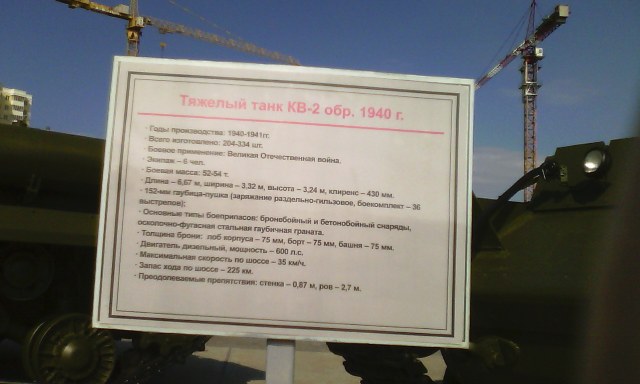 Тяжелый танк КВ-2 обр. 1940 г.
· Годы производства: 1940-1941гг.
· Всего изготовлено: 204-334 шт.
· Боевое применение: Великая Отечественная война.
· Экипаж – 6 чел.
· Боевая масса: 52-54 т.
· Длина – 6,67 м, ширина – 3,32 м, высота – 3,24 м, клиренс – 430 мм.
· 152-мм гаубица-пушка (заряжание раздельно-гильзовое, боекомплект – 36
выстрелов);
· Основные типы боеприпасов: бронебойный и бетонобойный снаряды,
осколочно-фугасная стальная гаубичная граната.
· Толщина брони: лоб корпуса – 75 мм, борт – 75 мм, башня – 75 мм.
· Двигатель дизельный, мощность – 600 л.с.
· Максимальная скорость по шоссе – 35 км/ч.
· Запас хода по шоссе – 225 км.
· Преодолеваемые препятствия: стенка – 0,87 м, ров – 2,7 м.